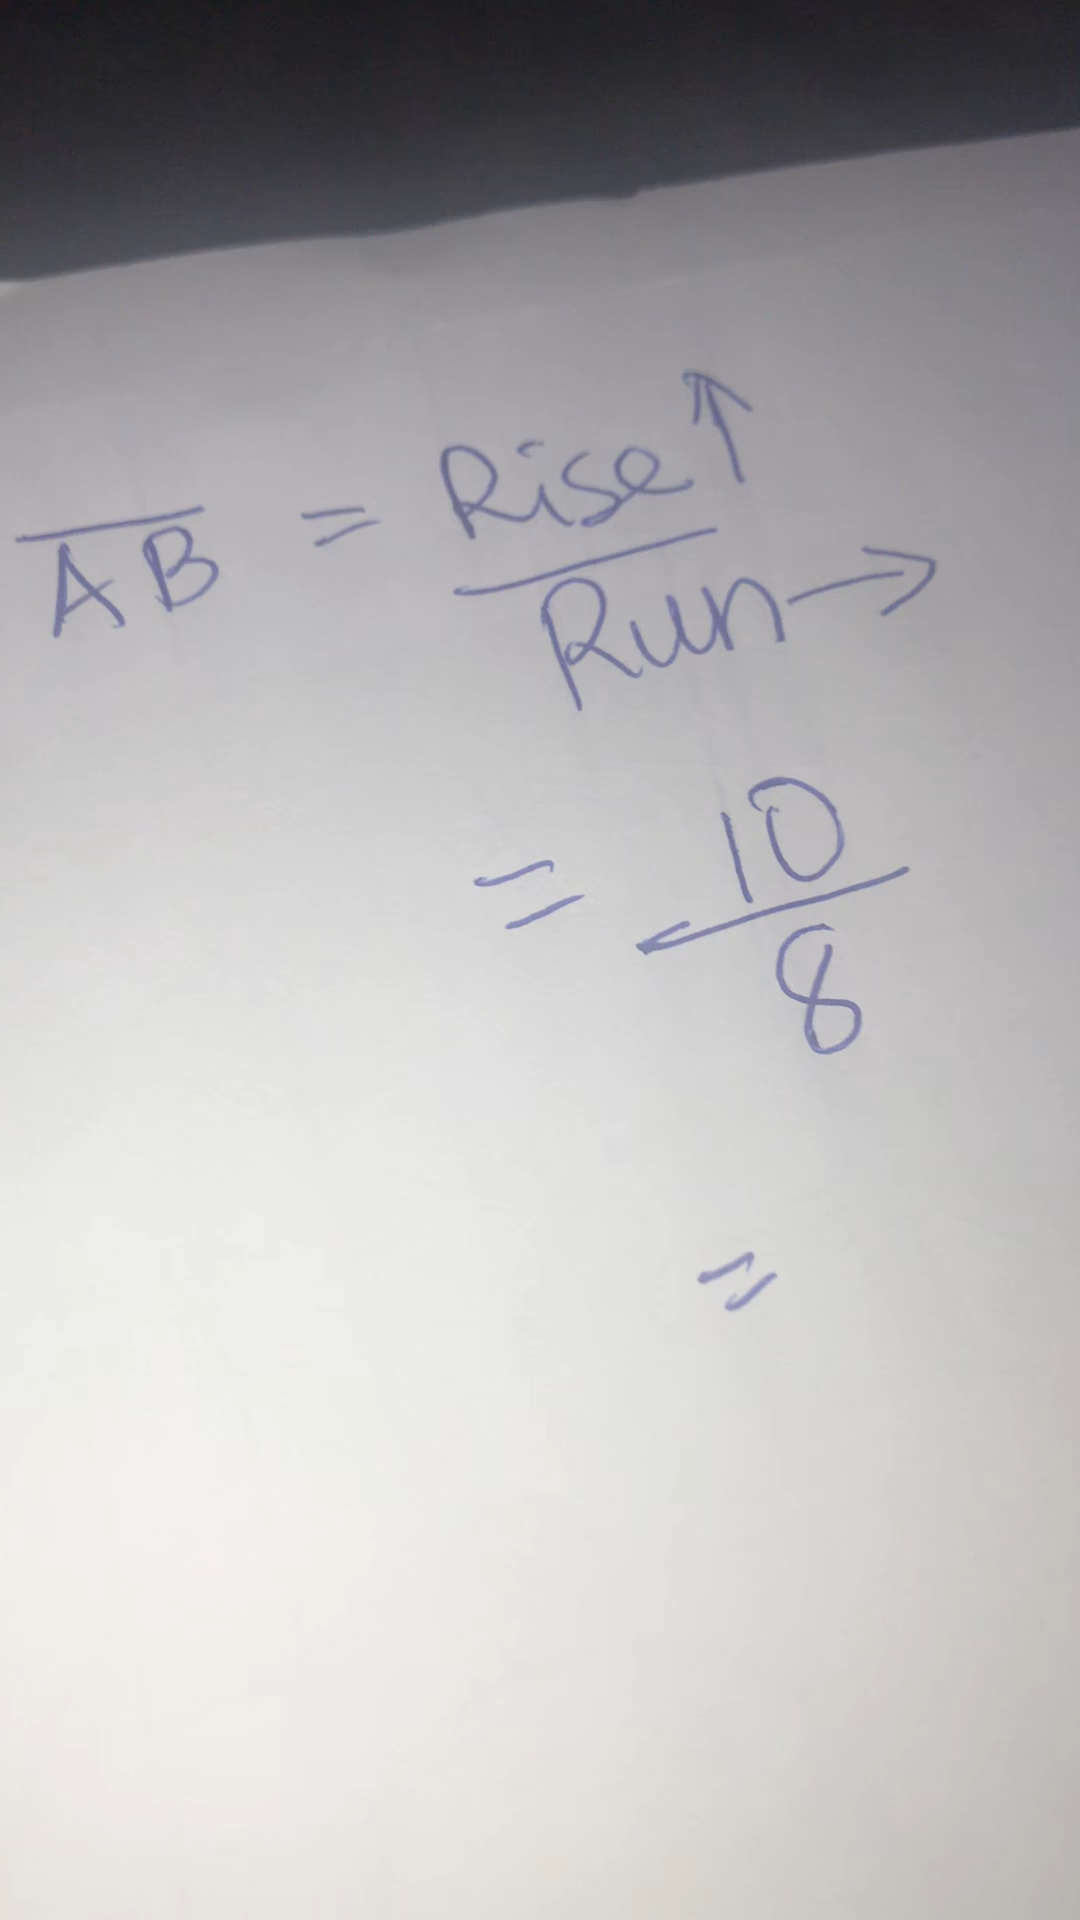 AB = Rise↑
Run→
= 10
8
=